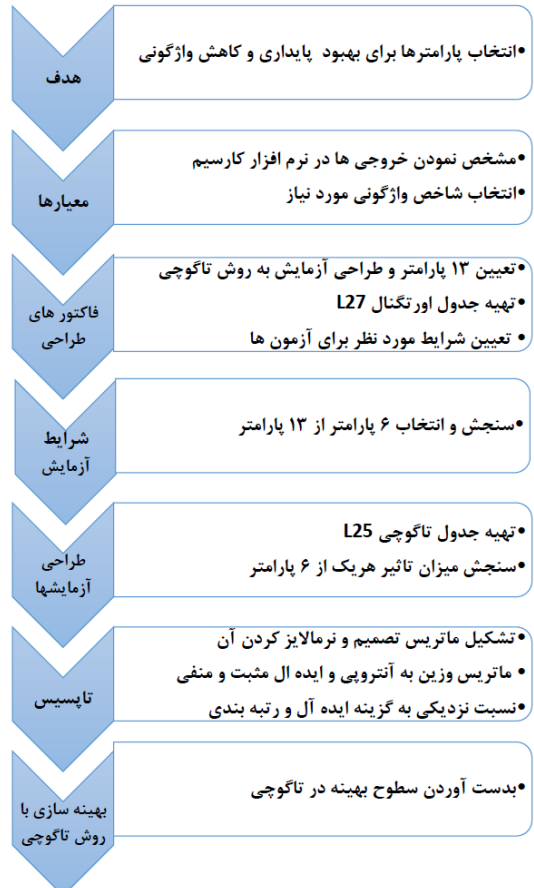 هدف
•انتخاب پارامترها برای بهبود پایداری و کاهش واژگونی
معیارها
•مشخص نمودن خروجی ها در نرم افزار کارسیم
•انتخاب شاخص واژگونی مورد نیاز
فاکتور های
طراحی
•تعیین ۱۳ پارامتر و طراحی آزمایش به روش تاگوچی
•تهیه جدول اورتگنال L27
• تعیین شرایط مورد نظر برای آزمون ها
شرایط
آزمایش
•سنجش و انتخاب ۶ پارامتر از ۱۳ پارامتر
طراحی
آزمایشها
•تهیه جدول تاگوچی L25
•سنجش میزان تاثیر هریک از ۶ پارامتر
تاپسیس
•تشکیل ماتریس تصمیم و نرمالایز کردن آن
• ماتریس وزین به آنتروپی و ایده ال مثبت و منفی
•نسبت نزدیکی به گزینه ایده آل و رتبه بندی
بهینه سازی با
روش تاگوچی
•بدست آوردن سطوح بهینه در تاگوچی